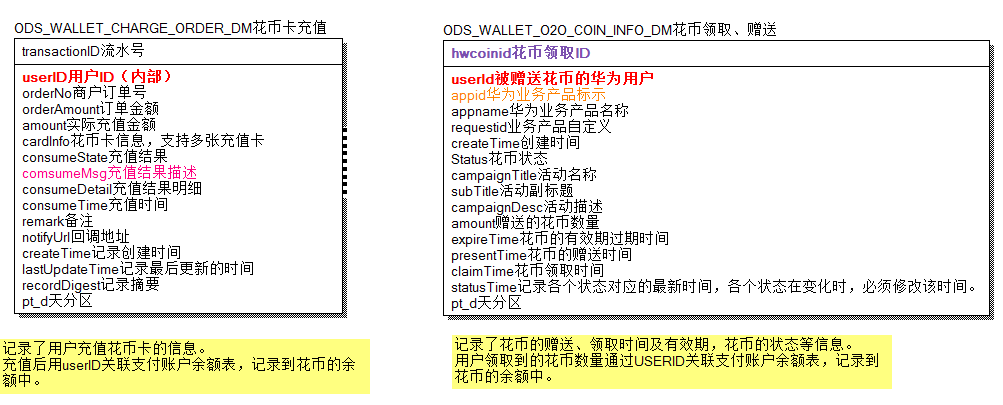 ODS_WALLET_CHARGE_ORDER_DM花币卡充值
transactionID流水号
userID用户ID（内部）
orderNo商户订单号
orderAmount订单金额
amount实际充值金额
cardInfo花币卡信息，支持多张充值卡
consumeState充值结果
comsumeMsg充值结果描述
consumeDetail充值结果明细
consumeTime充值时间
remark备注
notifyUrl回调地址
createTime记录创建时间
lastUpdateTime记录最后更新的时间
recordDigest记录摘要
pt_d天分区
记录了用户充值花币卡的信息。
充值后用userID关联支付账户余额表，记录到花币的余
额中。
ODS_WALLET_O2O_COIN_INFO_DM花币领取、赠送
hwcoinid花币领取ID
userId被赠送花币的华为用户
appid华为业务产品标示
appname华为业务产品名称
requestid业务产品自定义
createTime创建时间
Status花币状态
campaignTitle活动名称
subTitle活动副标题
campaignDesc活动描述
amount赠送的花币数量
expireTime花币的有效期过期时间
presentTime花币的赠送时间
claimTime花币领取时间
statusTime记录各个状态对应的最新时间，各个状态在变化时，必须修改该时间。
pt_d天分区
记录了花币的赠送、领取时间及有效期，花币的状态等信息。
用户领取到的花币数量通过USERID关联支付账户余额表，记录到
花币的余额中。